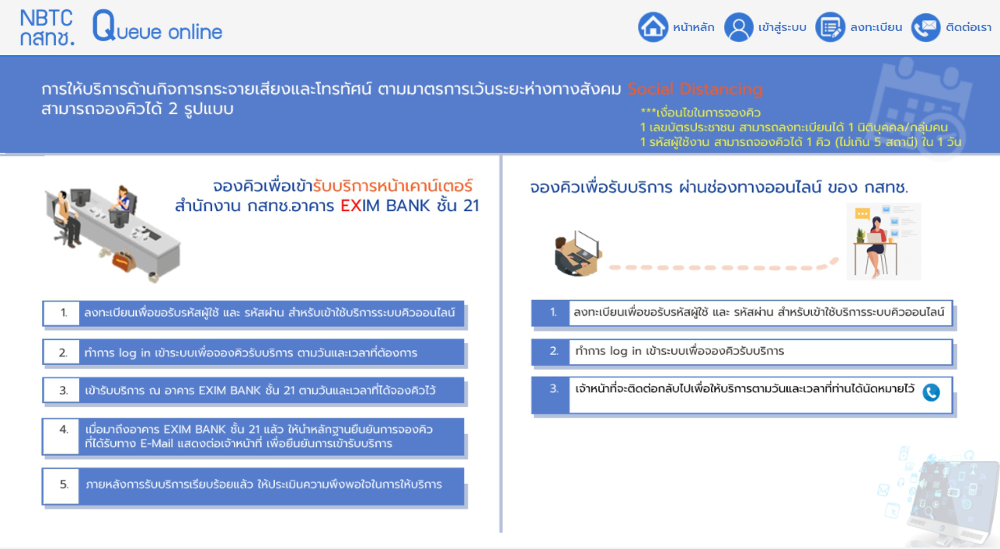 NBTC
กสทช.
Queue online
หน้าหลัก
เข้าสู่ระบบ
ลงทะเบียน
ติดต่อเรา
การให้บริการด้านกิจการกระจายเสียงและโทรทัศน์ ตามมาตรการเว้นระยะห่างทางสังคม Social Distancing
สามารถจองคิวได้ 2 รูปแบบ
***เงื่อนไขในการจองคิว
1 เลขบัตรประชาชน สามารถลงทะเบียนได้ 1 นิติบุคคล/กลุ่มคน
1 รหัสผู้ใช้งาน สามารถจองคิวได้ 1 คิว (ไม่เกิน 5 สถานี) ใน 1 วัน
จองคิวเพื่อเข้ารับบริการหน้าเคาน์เตอร์
สำนักงาน กสทช.อาคาร EXIM BANK ชั้น 21
1. ลงทะเบียนเพื่อขอรับรหัสผู้ใช้ และ รหัสผ่าน สำหรับเข้าใช้บริการระบบคิวออนไลน์
2. ทำการ log in เข้าระบบเพื่อจองคิวรับบริการ ตามวันและเวลาที่ต้องการ
3. เข้ารับบริการ ณ อาคาร EXIM BANK ชั้น 21 ตามวันและเวลาที่ได้จองคิวไว้
4. เมื่อมาถึงอาคาร EXIM BANK ชั้น 21 แล้ว ให้นำหลักฐานยืนยันการจองคิว
ที่ได้รับทาง E-Mail แสดงต่อเจ้าหน้าที่ เพื่อยืนยันการเข้ารับบริการ
5. ภายหลังการรับบริการเรียบร้อยแล้ว ให้ประเมินความพึงพอใจในการให้บริการ
จองคิวเพื่อรับบริการ ผ่านช่องทางออนไลน์ ของ กสทช.
1. ลงทะเบียนเพื่อขอรับรหัสผู้ใช้ และ รหัสผ่าน สำหรับเข้าใช้บริการระบบคิวออนไลน์
2. ทำการ log in เข้าระบบเพื่อจองคิวรับบริการ
3. เจ้าหน้าที่จะติดต่อกลับไปเพื่อให้บริการตามวันและเวลาที่ท่านได้นัดหมายไว้